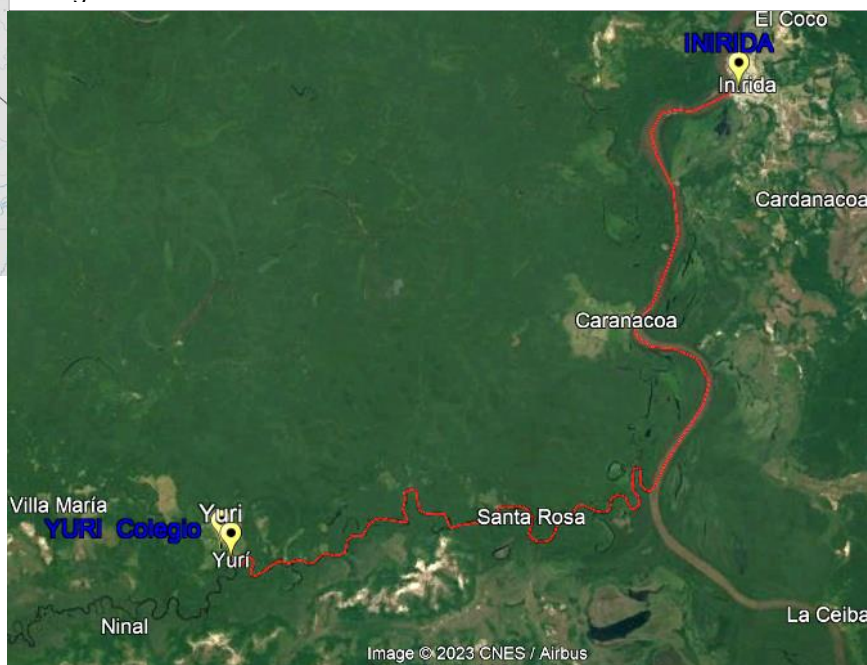 El Coco
INIRIDA
Inírida
Cardanacoa
Caranacoa
Villa María
Yuri
Santa Rosa
YURI Colegio
Yurí
La Ceiba
Ninal
Image © 2023 CNES / Airbus